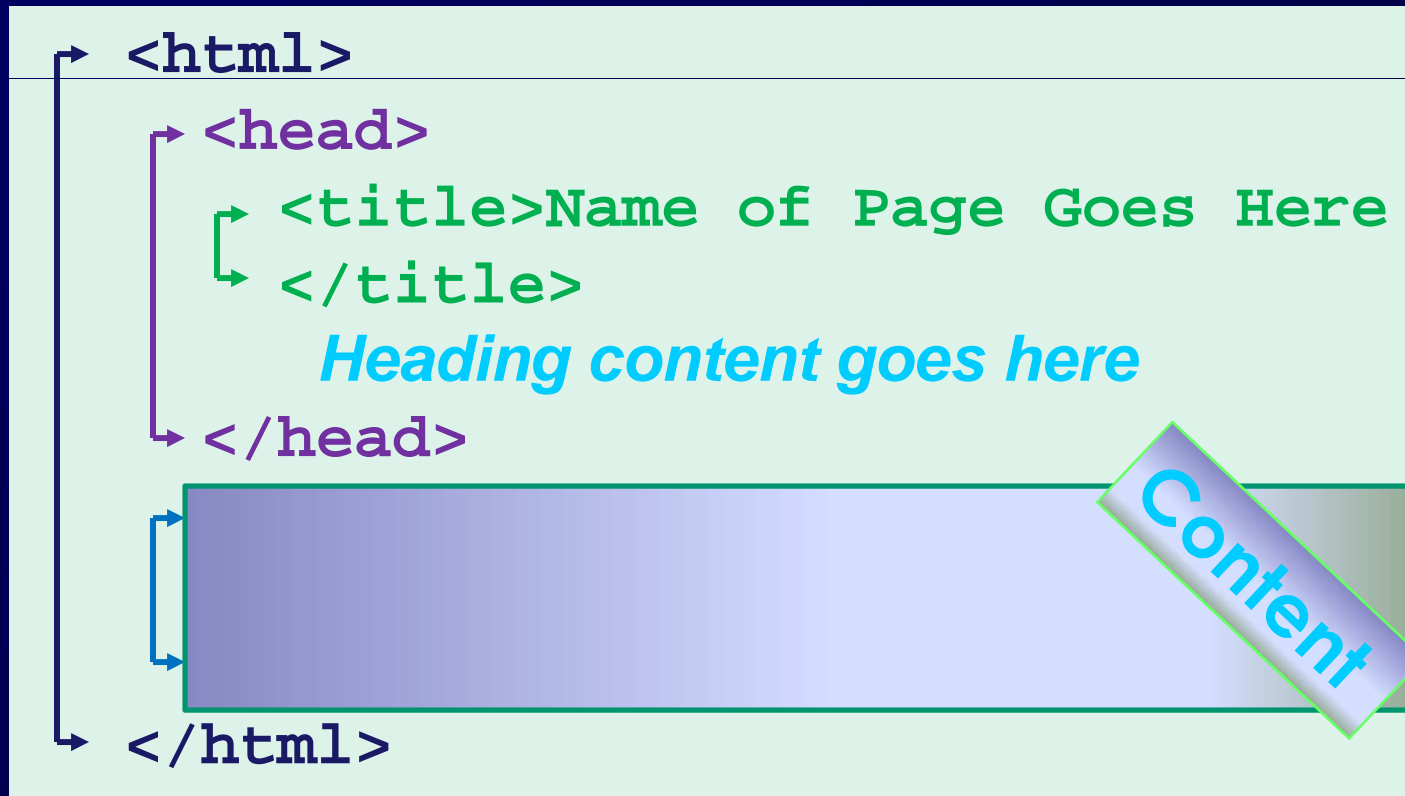 <html>
<head>
<title>Name of Page Goes Here
</title>
Heading content goes here
</head>
Content
</html>